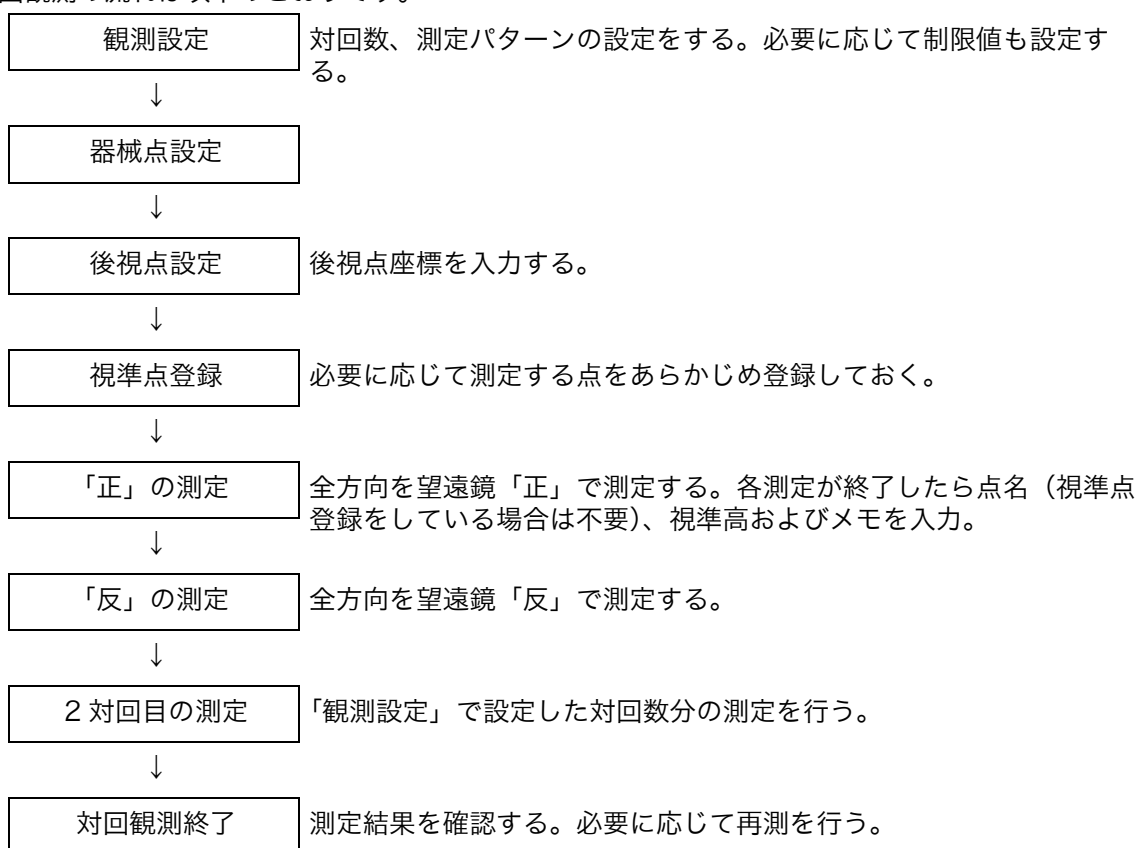 観測設定
対回数、測定パターンの設定をする。必要に応じて制限値も設定す
る。
↓
器械点設定
↓
後視点設定
後視点座標を入力する。
↓
視準点登録
必要に応じて測定する点をあらかじめ登録しておく。
↓
「正」の測定
全方向を望遠鏡「正」で測定する。各測定が終了したら点名（視準点
登録をしている場合は不要）、視準高およびメモを入力。
↓
「反」の測定
全方向を望遠鏡「反」で測定する。
↓
2 対回目の測定
「観測設定」で設定した対回数分の測定を行う。
↓
対回観測終了
測定結果を確認する。必要に応じて再測を行う。